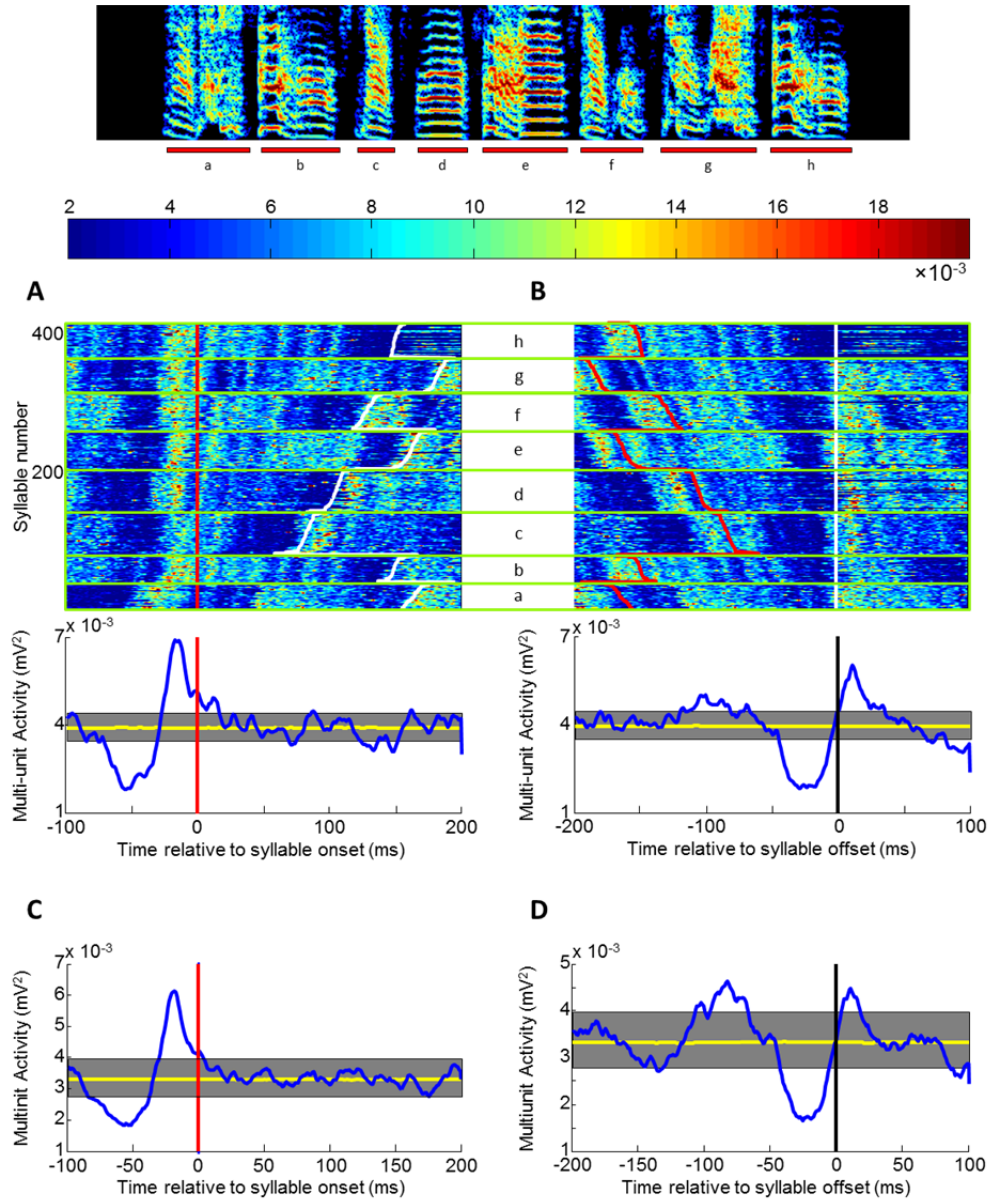 a b c d e f g h
2 4 6 8 10 12 14 16 18
×10-3
A B
400
200
Syllable number
h
g
f
e
d
c
b
a
7 x 10-3
4
1
Multi-unit Activity (mV2)
-100 0 100 200
Time relative to syllable onset (ms)
7 x 10-3
4
1
Multi-unit Activity (mV2)
-200 -100 0 100
Time relative to syllable offset (ms)
C D
7 x 10-3
6
5
4
3
2
1
Multinit Activity (mV2)
-100 -50 0 50 100 150 200
Time relative to syllable onset (ms)
5 x 10-3
4
3
2
1
Multiunit Activity (mV2)
-200 -150 -100 -50 0 50 100
Time relative to syllable offset (ms)